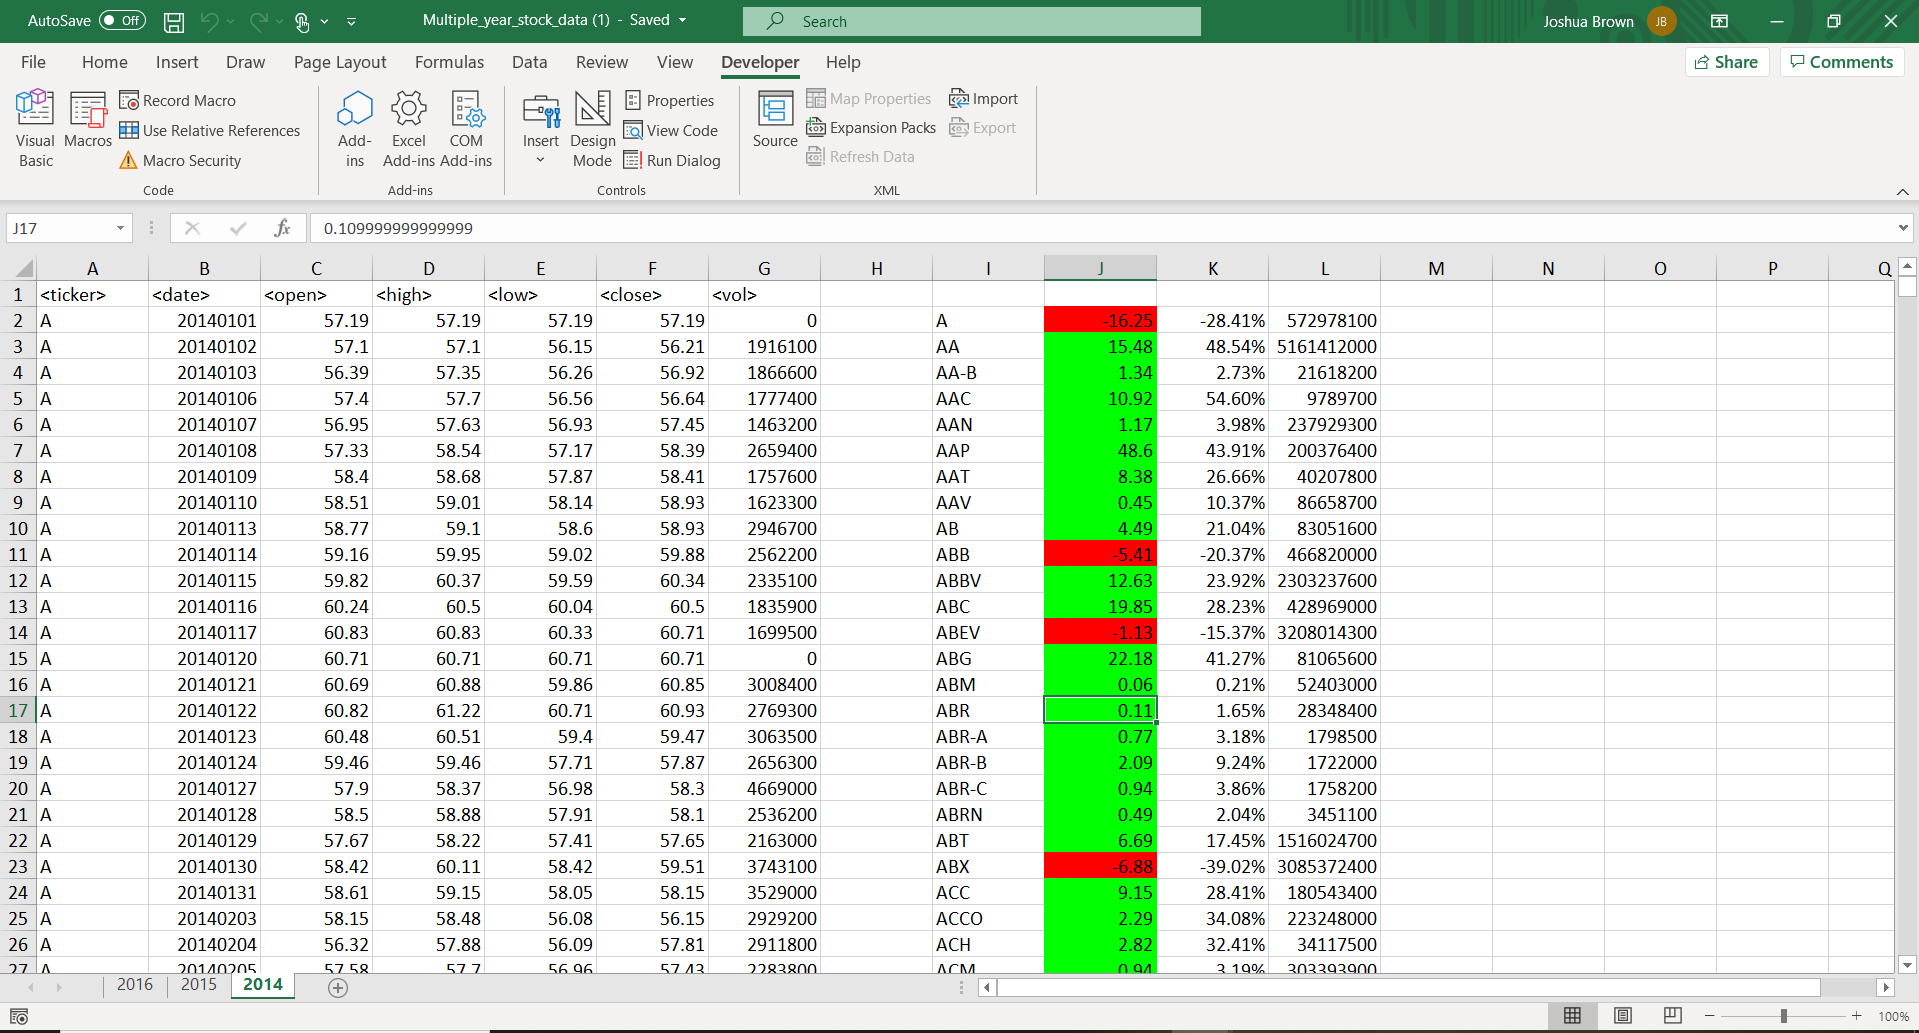 AutoSave Off Multiple_year_stock_data (1) - Saved Search Joshua Brown JB
File Home Insert Draw Page Layout Formulas Data Review View Developer Help Share Comments
Visual Basic
Macros
Record Macro
Use Relative References
Macro Security
Code
Add-ins
Excel Add-ins
COM Add-ins
Add-ins
Insert
Design Mode
Properties
View Code
Run Dialog
Controls
Source
Map Properties
Expansion Packs
Refresh Data
Import
Export
XML
J17 fx 0.109999999999999
A B C D E F G H I J K L M N O P Q
1 <ticker> <date> <open> <high> <low> <close> <vol>
2 A 20140101 57.19 57.19 57.19 57.19 0 A -16.25 -28.41% 572978100
3 A 20140102 57.1 57.1 56.15 56.21 1916100 AA 15.48 48.54% 5161412000
4 A 20140103 56.39 57.35 56.26 56.92 1866600 AA-B 1.34 2.73% 21618200
5 A 20140106 57.4 57.7 56.56 56.64 1777400 AAC 10.92 54.60% 9789700
6 A 20140107 56.95 57.63 56.93 57.45 1463200 AAN 1.17 3.98% 237929300
7 A 20140108 57.33 58.54 57.17 58.39 2659400 AAP 48.6 43.91% 200376400
8 A 20140109 58.4 58.68 57.87 58.41 1757600 AAT 8.38 26.66% 40207800
9 A 20140110 58.51 59.01 58.14 58.93 1623300 AAV 0.45 10.37% 86658700
10 A 20140113 58.77 59.1 58.6 58.93 2946700 AB 4.49 21.04% 83051600
11 A 20140114 59.16 59.95 59.02 59.88 2562200 ABB -5.41 -20.37% 466820000
12 A 20140115 59.82 60.37 59.59 60.34 2335100 ABBV 12.63 23.92% 2303237600
13 A 20140116 60.24 60.5 60.04 60.5 1835900 ABC 19.85 28.23% 428969000
14 A 20140117 60.83 60.83 60.33 60.71 1699500 ABEV -1.13 -15.37% 3208014300
15 A 20140120 60.71 60.71 60.71 60.71 0 ABG 22.18 41.27% 81065600
16 A 20140121 60.69 60.88 59.86 60.85 3008400 ABM 0.06 0.21% 52403000
17 A 20140122 60.82 61.22 60.71 60.93 2769300 ABR 0.11 1.65% 28348400
18 A 20140123 60.48 60.51 59.4 59.47 3063500 ABR-A 0.77 3.18% 1798500
19 A 20140124 59.46 59.46 57.71 57.87 2656300 ABR-B 2.09 9.24% 1722000
20 A 20140127 57.9 58.37 56.98 58.3 4669000 ABR-C 0.94 3.86% 1758200
21 A 20140128 58.5 58.88 57.91 58.1 2536200 ABRN 0.49 2.04% 3451100
22 A 20140129 57.67 58.22 57.41 57.65 2163000 ABT 6.69 17.45% 1516024700
23 A 20140130 58.42 60.11 58.42 59.51 3743100 ABX -6.88 -39.02% 3085372400
24 A 20140131 58.61 59.15 58.05 58.15 3529000 ACC 9.15 28.41% 180543400
25 A 20140203 58.15 58.48 56.08 56.15 2929200 ACCO 2.29 34.08% 223248000
26 A 20140204 56.32 57.88 56.09 57.81 2911800 ACH 2.82 32.41% 34117500
27 A 20140205 57.58 57.7 56.96 57.43 2283800 ACM 0.94 3.19% 303393900
2016 2015 2014
100%